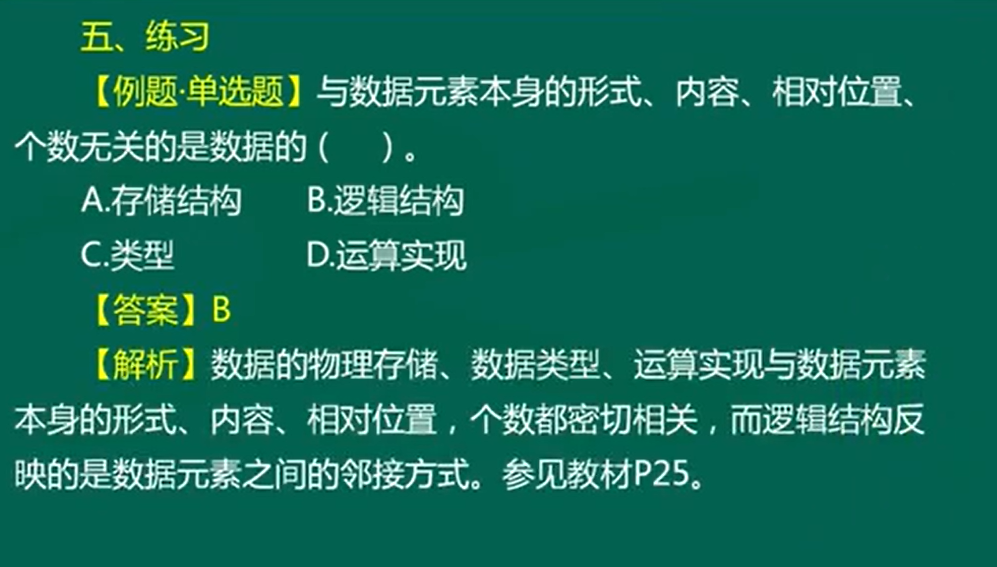 五、练习
【例题·单选题】与数据元素本身的形式、内容、相对位置、
个数无关的是数据的（ ）。
A.存储结构 B.逻辑结构
C.类型 D.运算实现
【答案】B
【解析】数据的物理存储、数据类型、运算实现与数据元素
本身的形式、内容、相对位置，个数都密切相关，而逻辑结构反
映的是数据元素之间的邻接方式。参见教材P25。